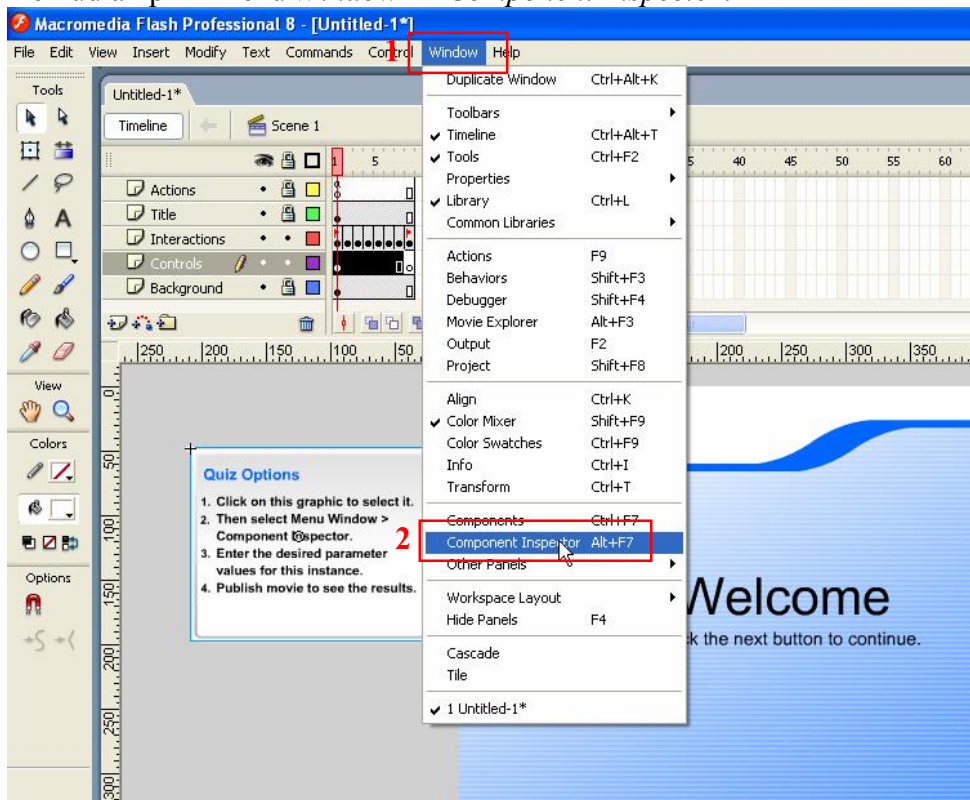 Macromedia Flash Professional 8 - [Untitled-1*]
File Edit View Insert Modify Text Commands Control Window Help
1
Tools
View
Colors
Options
Untitled-1*
Timeline
Scene 1
1 5
5 40 45 50 55 60
Actions
Title
Interactions
Controls
Background
250 200 150 100 50
200 250 300 350
0
50
100
150
200
250
300
Quiz Options
1. Click on this graphic to select it.
2. Then select Menu Window >
Component Inspector.
3. Enter the desired parameter
values for this instance.
4. Publish movie to see the results.
Duplicate Window Ctrl+Alt+K
Toolbars
Timeline Ctrl+Alt+T
Tools Ctrl+F2
Properties
Library Ctrl+L
Common Libraries
Actions F9
Behaviors Shift+F3
Debugger Shift+F4
Movie Explorer Alt+F3
Output F2
Project Shift+F8
Align Ctrl+K
Color Mixer Shift+F9
Color Swatches Ctrl+F9
Info Ctrl+I
Transform Ctrl+T
Components Ctrl+F7
2
Component Inspector Alt+F7
Other Panels
Workspace Layout
Hide Panels F4
Cascade
Tile
1 Untitled-1*
Welcome
k the next button to continue.